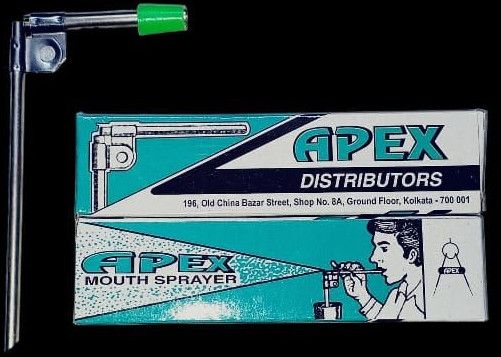 APEX
DISTRIBUTORS
196, Old China Bazar Street, Shop No. 8A, Ground Floor, Kolkata - 700 001
APEX
MOUTH SPRAYER
APEX